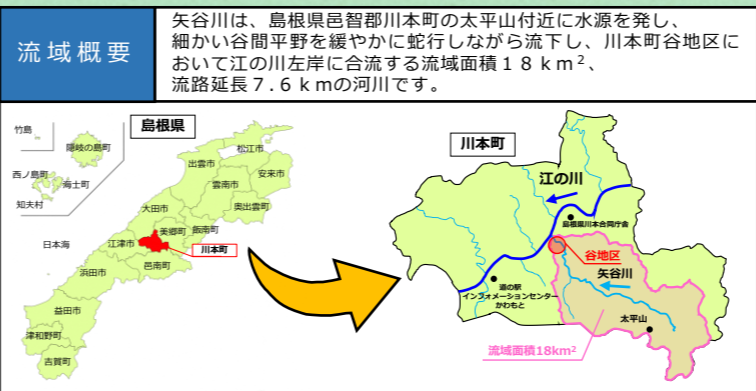 流域概要
矢谷川は、島根県邑智郡川本町の太平山付近に水源を発し、
細かい谷間平野を緩やかに蛇行しながら流下し、川本町谷地区に
おいて江の川左岸に合流する流域面積１８ｋｍ²、
流路延長７.６ｋｍの河川です。
島根県
竹島
隠岐の島町
西ノ島町
海士町
知夫村
日本海
松江市
出雲市
安来市
雲南市
奥出雲町
大田市
飯南町
美郷町
江津市
川本町
邑南町
浜田市
益田市
津和野町
吉賀町
川本町
江の川
島根県川本合同庁舎
谷地区
矢谷川
道の駅
インフォメーションセンター
かわもと
太平山
流域面積18km²